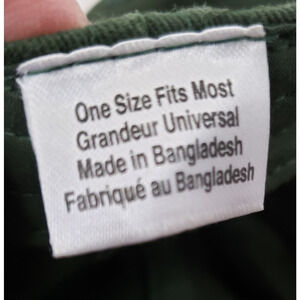 One Size Fits Most
Grandeur Universal
Made in Bangladesh
Fabriqué au Bangladesh